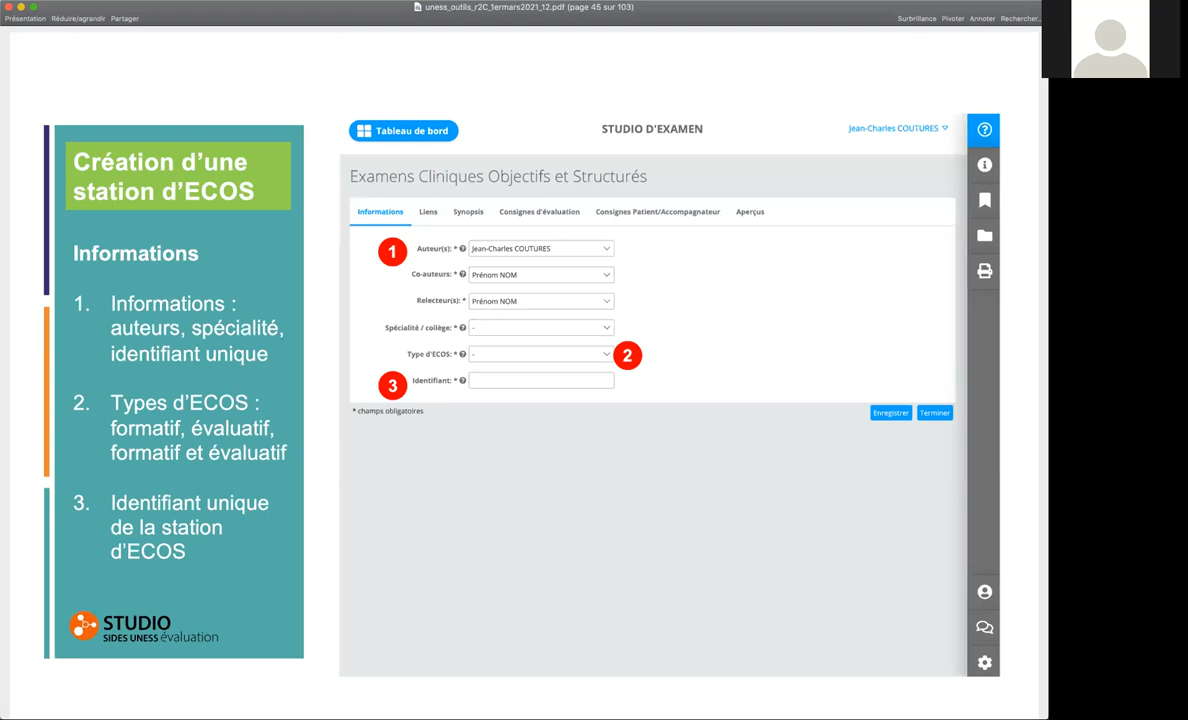 uness_outils_r2C_1ermars2021_12.pdf (page 45 sur 103)
Présentation Réduire/agrandir Partager
Surbrillance Pivoter Annoter Rechercher...
Création d'une
station d'ECOS
Informations
1. Informations :
auteurs, spécialité,
identifiant unique
2. Types d'ECOS :
formatif, évaluatif,
formatif et évaluatif
3. Identifiant unique
de la station
d'ECOS
STUDIO
SIDES UNESS évaluation
Tableau de bord
STUDIO D'EXAMEN
Jean-Charles COUTURES
Examens Cliniques Objectifs et Structurés
Informations Liens Synopsis Consignes d'évaluation Consignes Patient/Accompagnateur Aperçus
1 Auteur(s): * Jean-Charles COUTURES
Co-auteurs: * Prénom NOM
Relecteur(s): * Prénom NOM
Spécialité / collège: * -
Type d'ECOS: * - 2
3 Identifiant: *
* champs obligatoires
Enregistrer Terminer